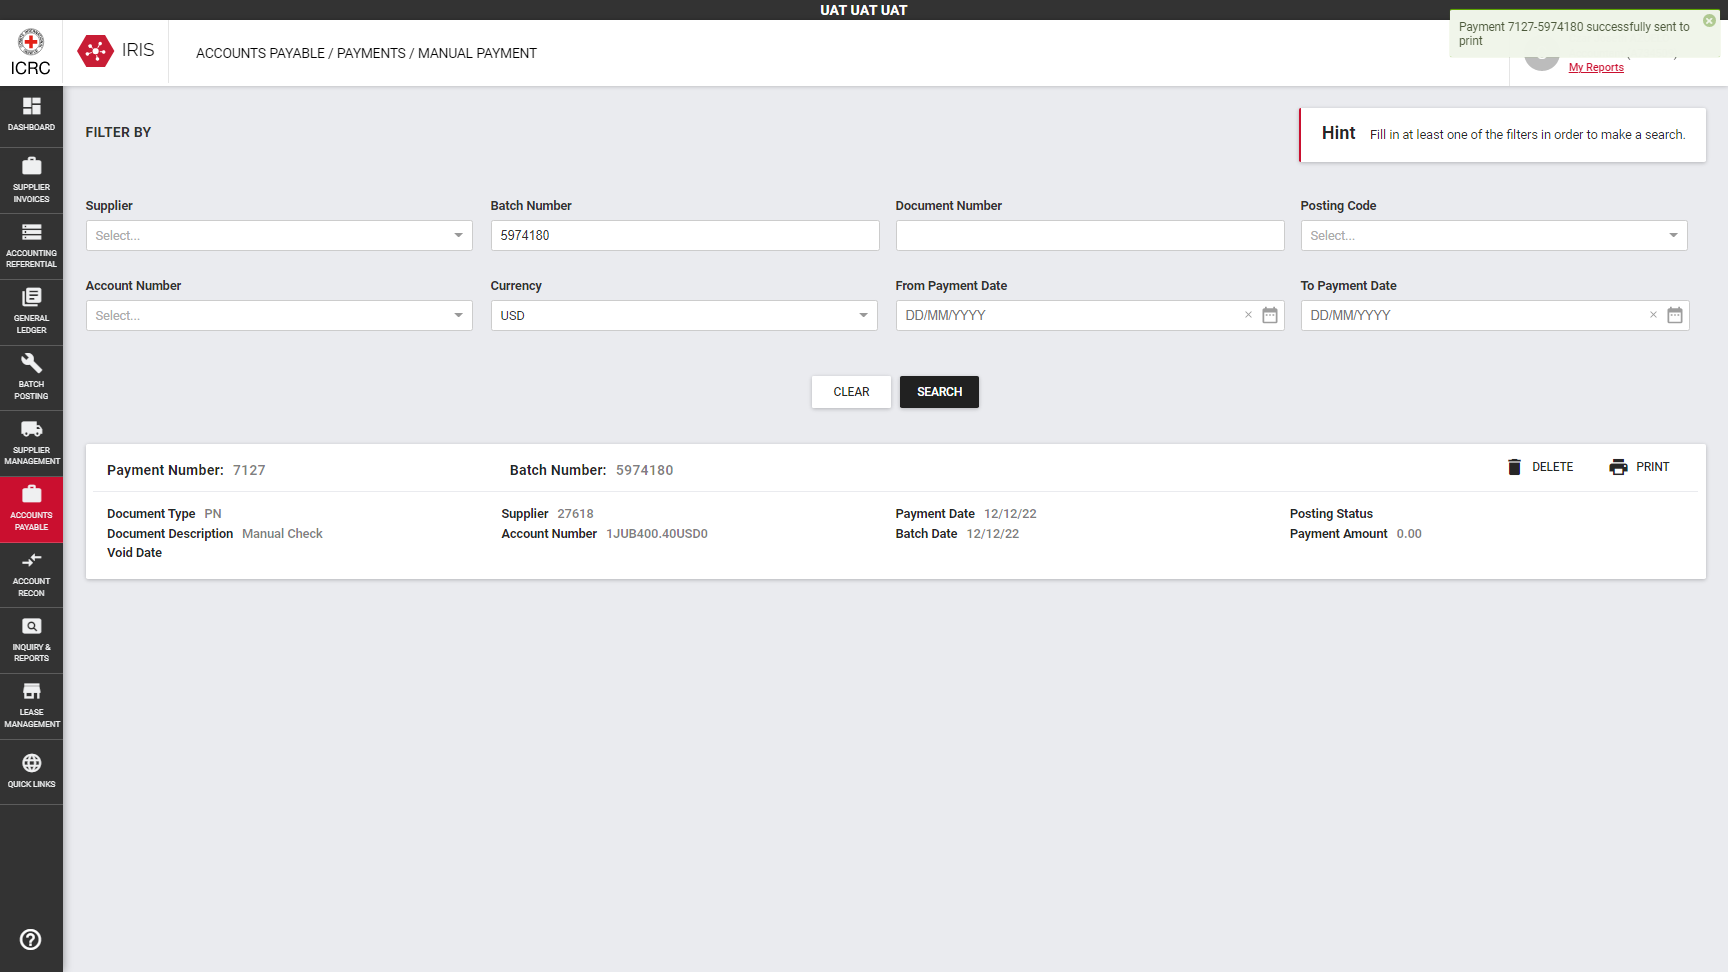 UAT UAT UAT
ICRC
IRIS
ACCOUNTS PAYABLE / PAYMENTS / MANUAL PAYMENT
Payment 7127-5974180 successfully sent to
print
My Reports
DASHBOARD
SUPPLIER
INVOICES
ACCOUNTING
REFERENTIAL
GENERAL
LEDGER
BATCH
POSTING
SUPPLIER
MANAGEMENT
ACCOUNTS
PAYABLE
ACCOUNT
RECON
INQUIRY &
REPORTS
LEASE
MANAGEMENT
QUICK LINKS
FILTER BY
Hint Fill in at least one of the filters in order to make a search.
Supplier Batch Number Document Number Posting Code
Select... 5974180 Select...
Account Number Currency From Payment Date To Payment Date
Select... USD DD/MM/YYYY × DD/MM/YYYY ×
CLEAR SEARCH
Payment Number: 7127 Batch Number: 5974180 DELETE PRINT
Document Type PN Supplier 27618 Payment Date 12/12/22 Posting Status
Document Description Manual Check Account Number 1JUB400.40USD0 Batch Date 12/12/22 Payment Amount 0.00
Void Date